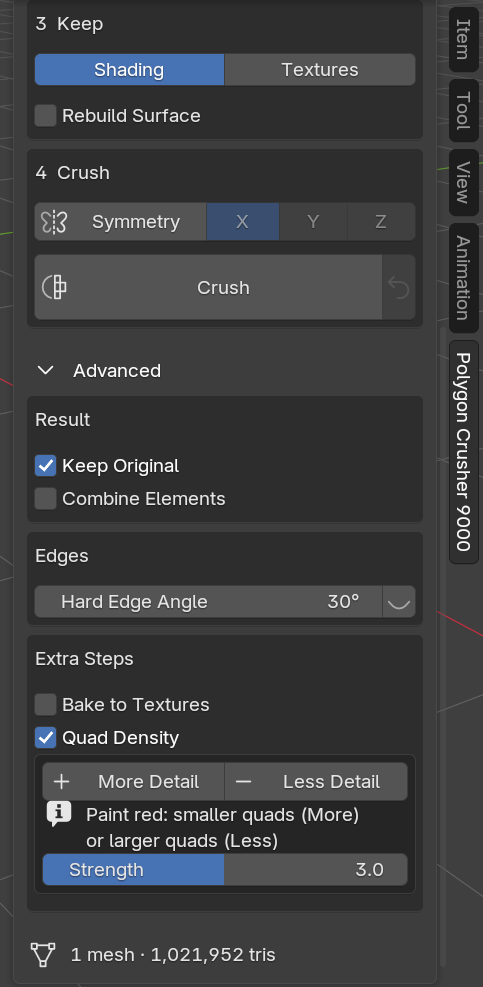 3 Keep
Shading Textures
Rebuild Surface
4 Crush
Symmetry X Y Z
Crush
Advanced
Result
Keep Original
Combine Elements
Edges
Hard Edge Angle 30°
Extra Steps
Bake to Textures
Quad Density
+ More Detail − Less Detail
Paint red: smaller quads (More)
or larger quads (Less)
Strength 3.0
1 mesh · 1,021,952 tris
Item
Tool
View
Animation
Polygon Crusher 9000